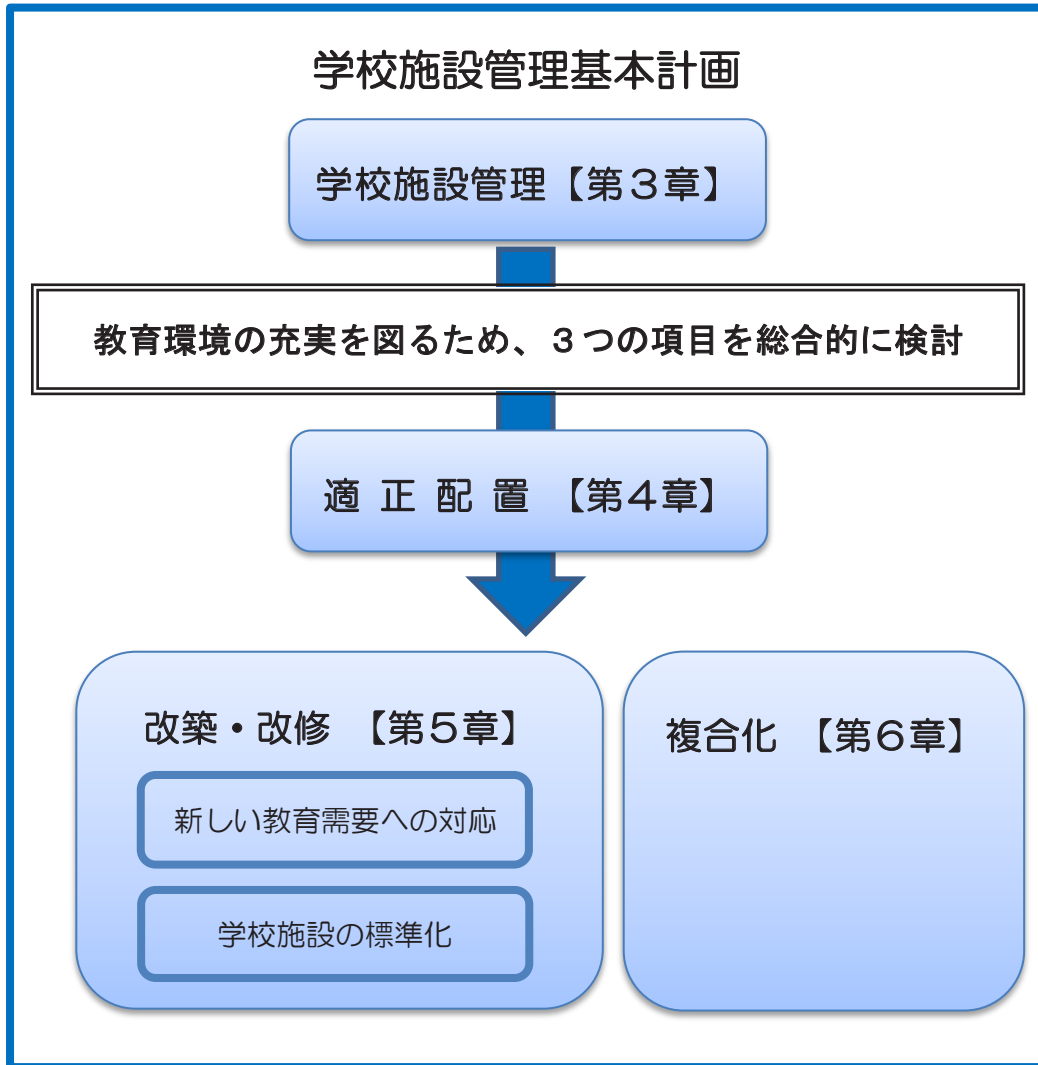 学校施設管理基本計画
学校施設管理【第３章】
教育環境の充実を図るため、３つの項目を総合的に検討
適 正 配 置 【第４章】
改築・改修 【第５章】
新しい教育需要への対応
学校施設の標準化
複合化 【第６章】